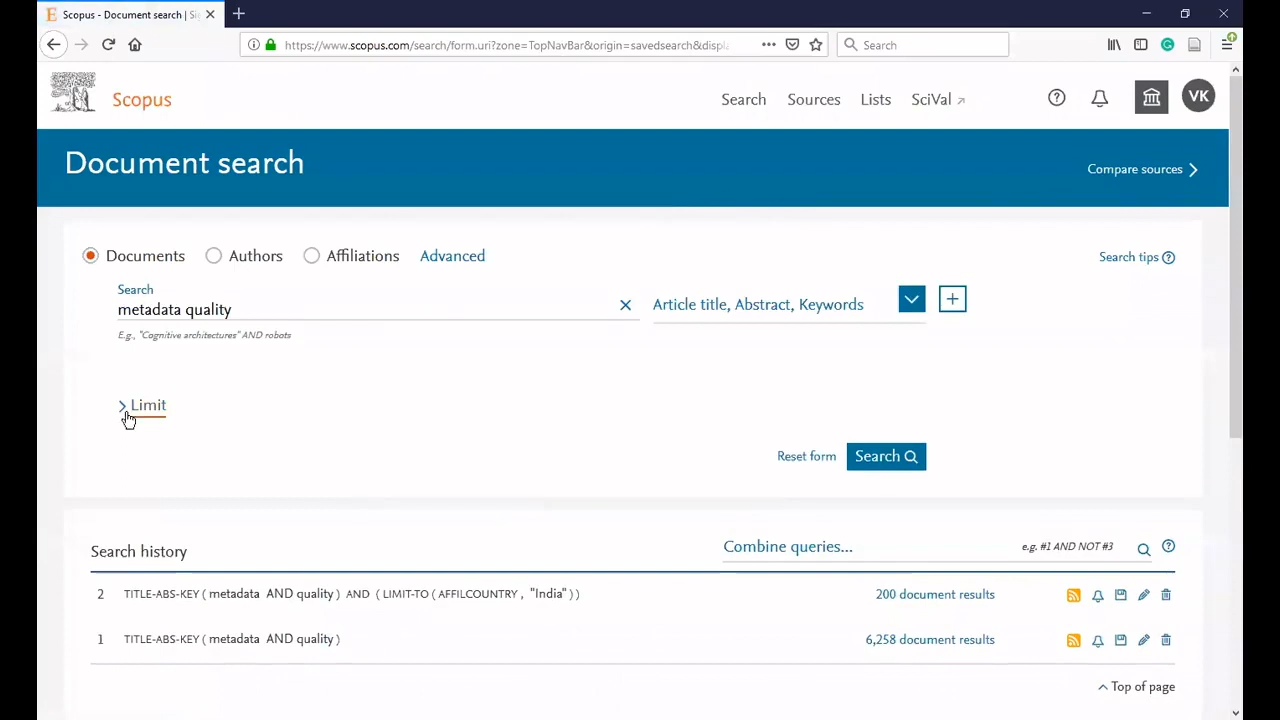 Scopus - Document search | Si
https://www.scopus.com/search/form.uri?zone=TopNavBar&origin=savedsearch&displ
Search
Scopus
Search Sources Lists SciVal
VK
Document search
Compare sources
Documents Authors Affiliations Advanced
Search tips
Search
metadata quality
Article title, Abstract, Keywords
E.g., "Cognitive architectures" AND robots
Limit
Reset form Search
Search history
Combine queries...
e.g. #1 AND NOT #3
2 TITLE-ABS-KEY ( metadata AND quality ) AND ( LIMIT-TO ( AFFILCOUNTRY , "India" ) ) 200 document results
1 TITLE-ABS-KEY ( metadata AND quality ) 6,258 document results
Top of page